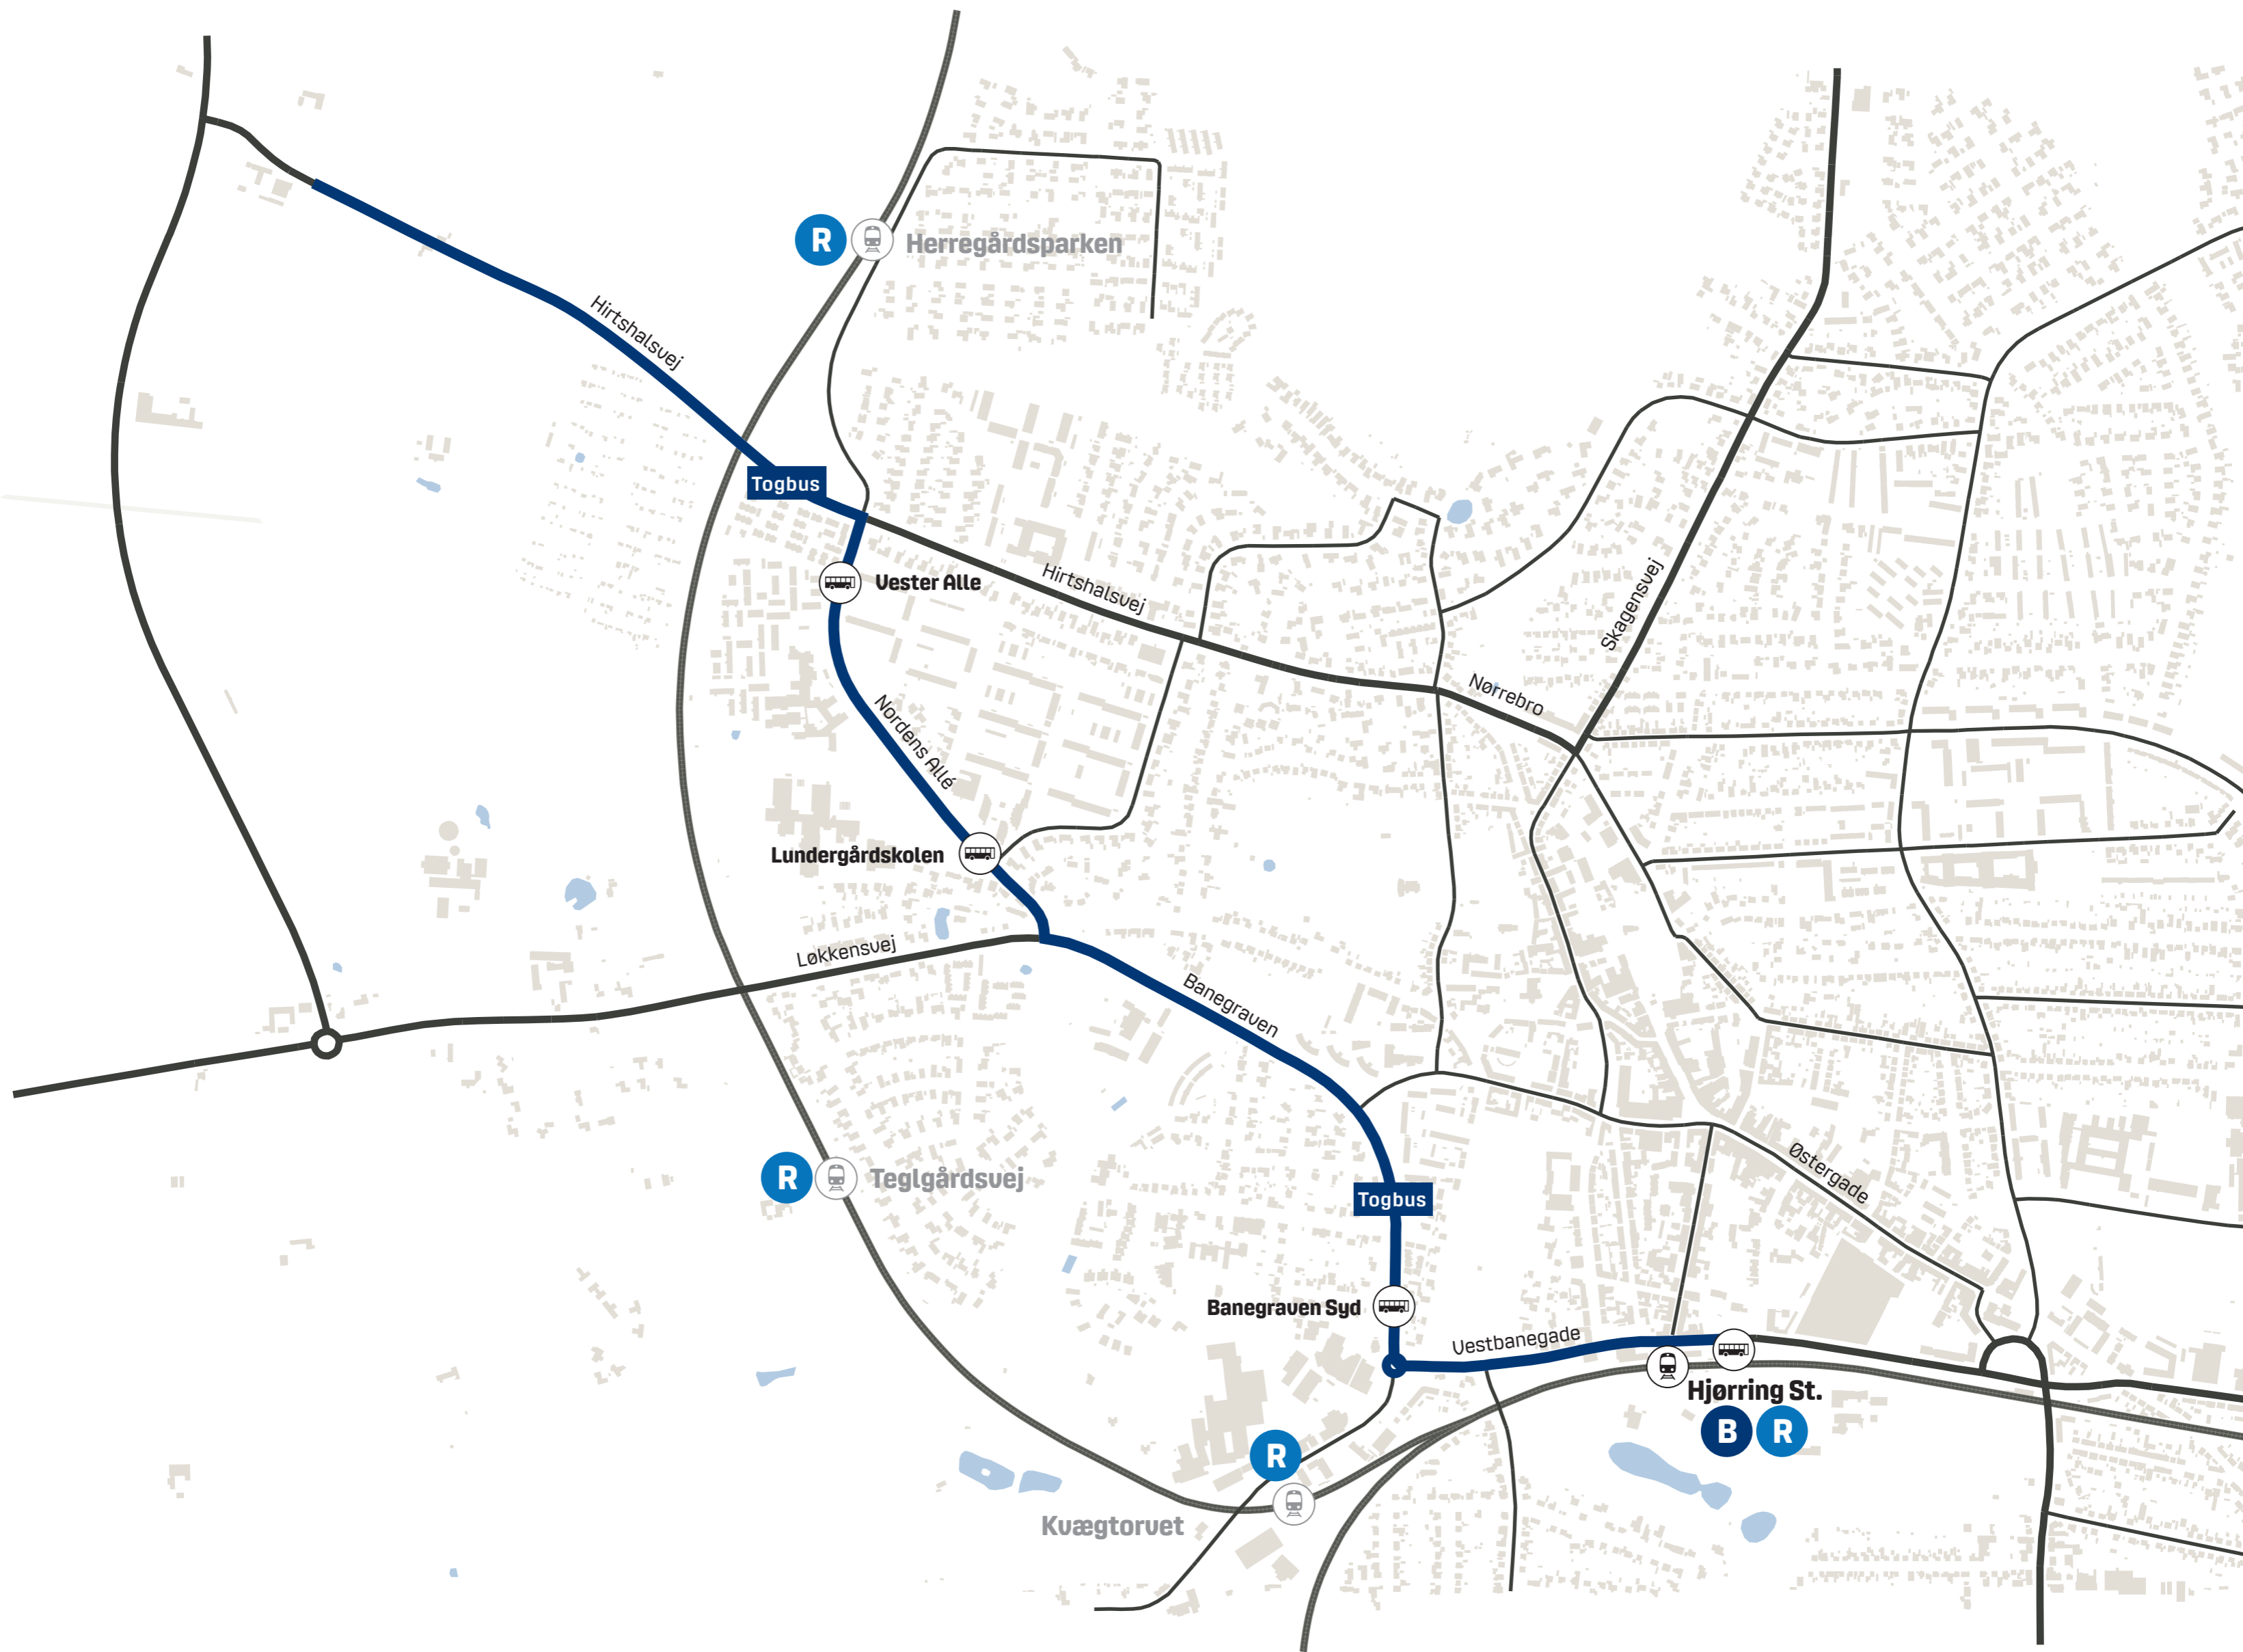 R
Herregårdsparken
Hirtshalsvej
Togbus
Vester Alle
Hirtshalsvej
Skagensvej
Nørrebro
Nordens Allé
Lundergårdskolen
Løkkensvej
Banegraven
R
Teglgårdsvej
Østergade
Togbus
Banegraven Syd
Vestbanegade
Hjørring St.
B R
R
Kvægtorvet